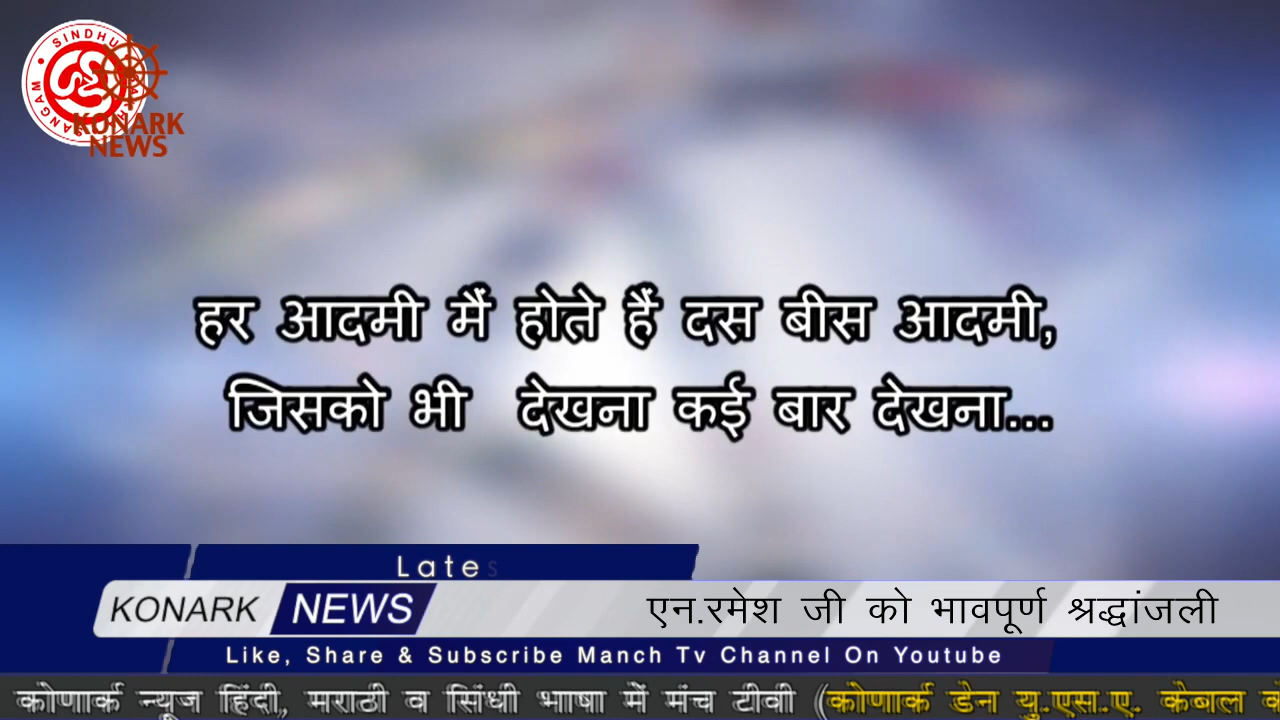 SINDHU
SANGAM
KONARK
NEWS
हर आदमी मैं होते हैं दस बीस आदमी,
जिसको भी देखना कई बार देखना...
Lates
KONARK NEWS
एन.रमेश जी को भावपूर्ण श्रद्धांजली
Like, Share & Subscribe Manch Tv Channel On Youtube
कोणार्क न्यूज हिंदी, मराठी व सिंधी भाषा में मंच टीवी (कोणार्क डेन यु.एस.ए. केबल